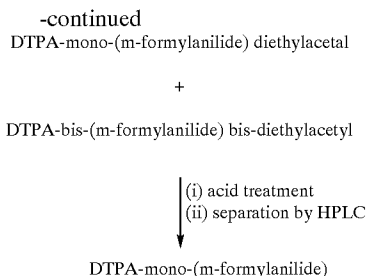 -continued
DTPA-mono-(m-formylanilide) diethylacetal
+
DTPA-bis-(m-formylanilide) bis-diethylacetyl
(i) acid treatment
(ii) separation by HPLC
DTPA-mono-(m-formylanilide)